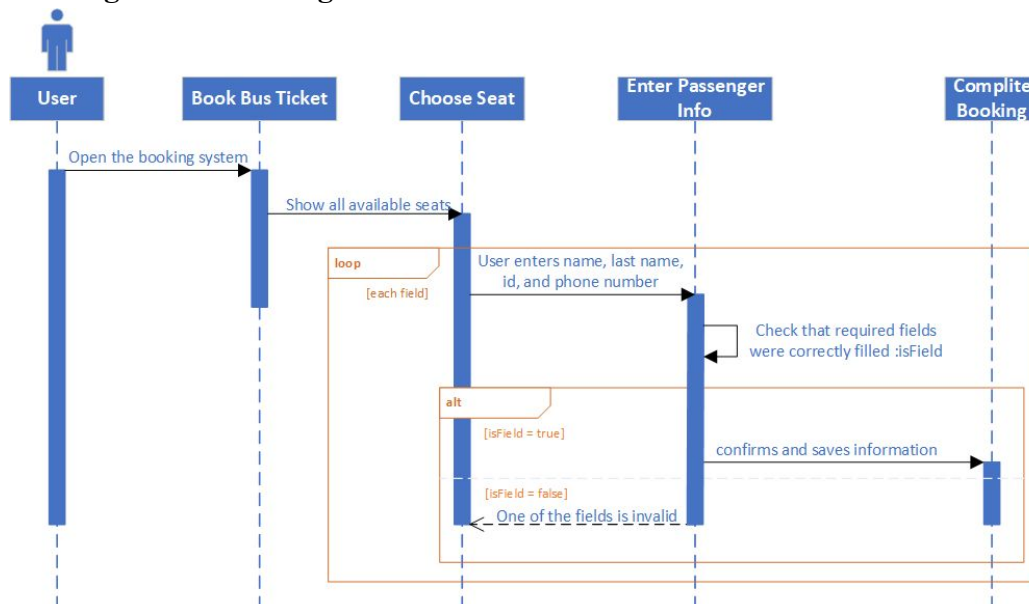 User
Book Bus Ticket
Choose Seat
Enter Passenger
Info
Complite
Booking
Open the booking system
Show all available seats
loop
[each field]
User enters name, last name,
id, and phone number
Check that required fields
were correctly filled :isField
alt
[isField = true]
confirms and saves information
[isField = false]
One of the fields is invalid